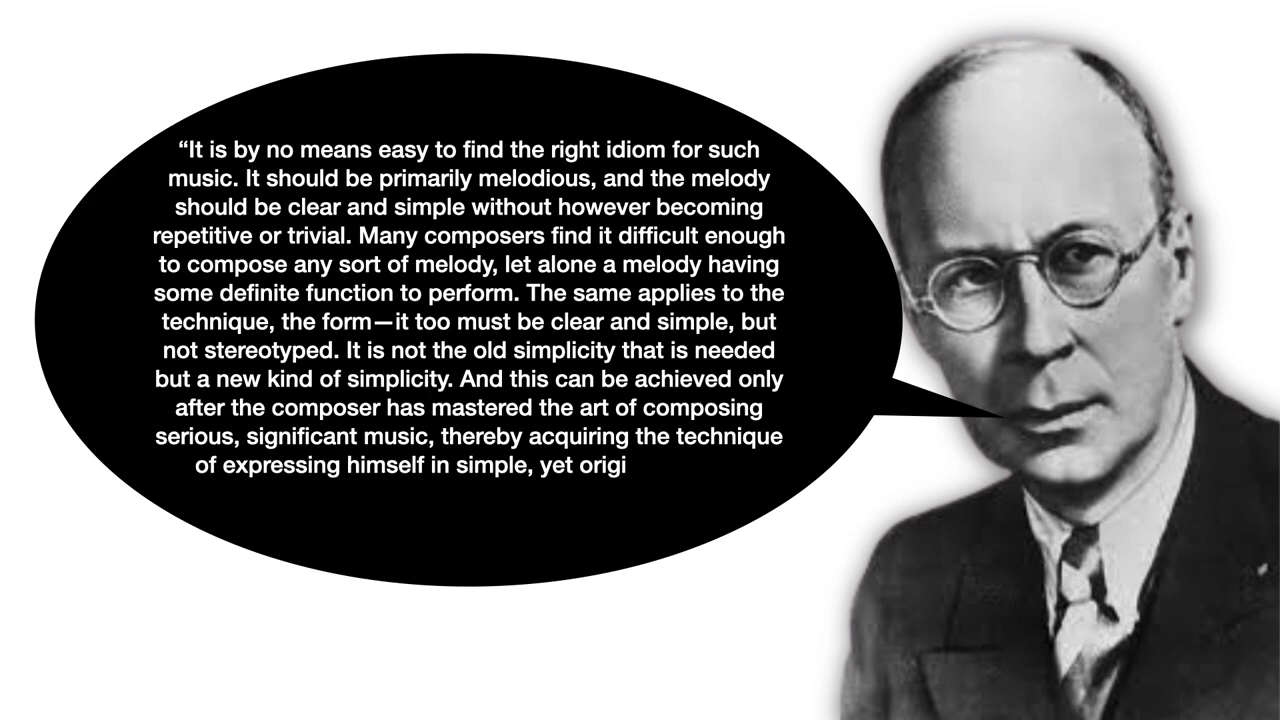 “It is by no means easy to find the right idiom for such
music. It should be primarily melodious, and the melody
should be clear and simple without however becoming
repetitive or trivial. Many composers find it difficult enough
to compose any sort of melody, let alone a melody having
some definite function to perform. The same applies to the
technique, the form—it too must be clear and simple, but
not stereotyped. It is not the old simplicity that is needed
but a new kind of simplicity. And this can be achieved only
after the composer has mastered the art of composing
serious, significant music, thereby acquiring the technique
of expressing himself in simple, yet origi